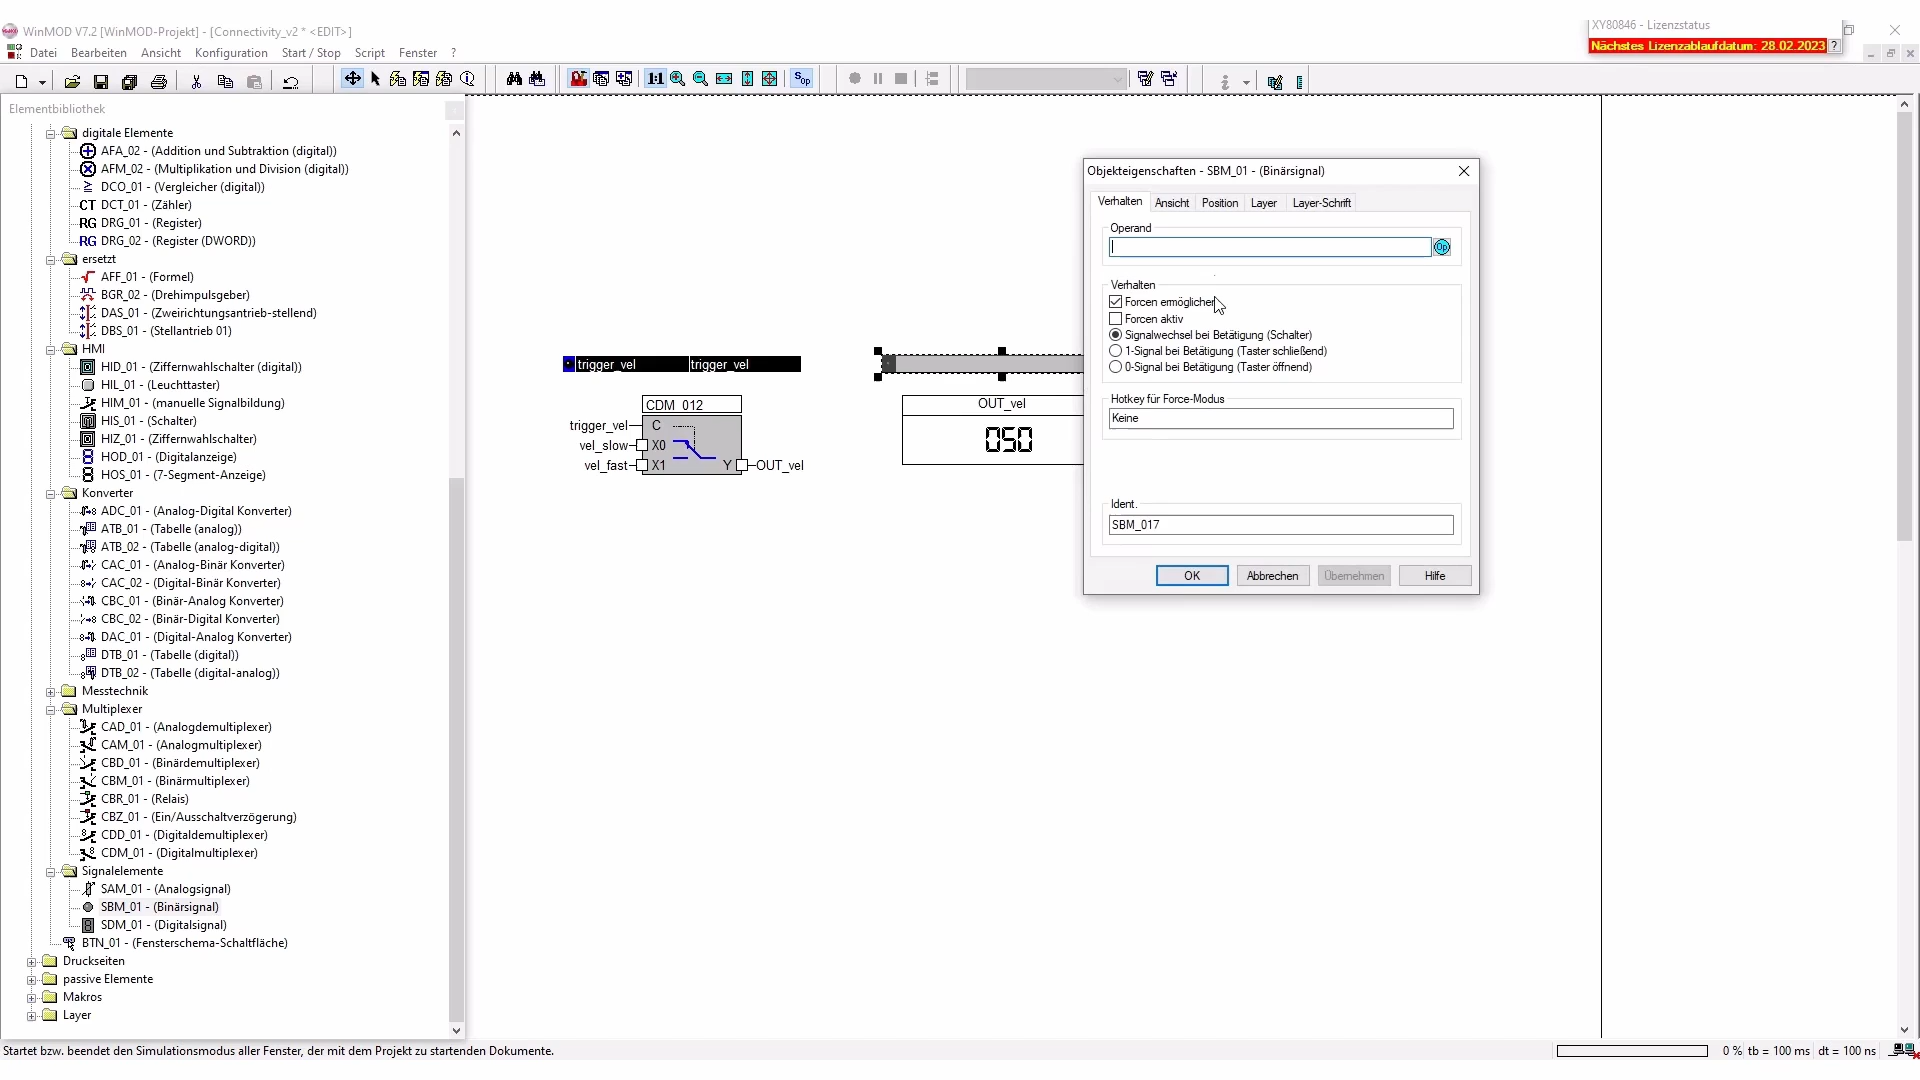 WinMOD V7.2 [WinMOD-Projekt] - [Connectivity_v2 * <EDIT>]
XY80846 - Lizenzstatus
Nächstes Lizenzablaufdatum: 28.02.2023 ?
Datei Bearbeiten Ansicht Konfiguration Start / Stop Script Fenster ?
1:1 Sop
Elementbibliothek
digitale Elemente
AFA_02 - (Addition und Subtraktion (digital))
AFM_02 - (Multiplikation und Division (digital))
DCO_01 - (Vergleicher (digital))
CT DCT_01 - (Zähler)
RG DRG_01 - (Register)
RG DRG_02 - (Register (DWORD))
ersetzt
AFF_01 - (Formel)
BGR_02 - (Drehimpulsgeber)
DAS_01 - (Zweirichtungsantrieb-stellend)
DBS_01 - (Stellantrieb 01)
HMI
HID_01 - (Ziffernwahlschalter (digital))
HIL_01 - (Leuchttaster)
HIM_01 - (manuelle Signalbildung)
HIS_01 - (Schalter)
HIZ_01 - (Ziffernwahlschalter)
HOD_01 - (Digitalanzeige)
HOS_01 - (7-Segment-Anzeige)
Konverter
ADC_01 - (Analog-Digital Konverter)
ATB_01 - (Tabelle (analog))
ATB_02 - (Tabelle (analog-digital))
CAC_01 - (Analog-Binär Konverter)
CAC_02 - (Digital-Binär Konverter)
CBC_01 - (Binär-Analog Konverter)
CBC_02 - (Binär-Digital Konverter)
DAC_01 - (Digital-Analog Konverter)
DTB_01 - (Tabelle (digital))
DTB_02 - (Tabelle (digital-analog))
Messtechnik
Multiplexer
CAD_01 - (Analogdemultiplexer)
CAM_01 - (Analogmultiplexer)
CBD_01 - (Binärdemultiplexer)
CBM_01 - (Binärmultiplexer)
CBR_01 - (Relais)
CBZ_01 - (Ein/Ausschaltverzögerung)
CDD_01 - (Digitaldemultiplexer)
CDM_01 - (Digitalmultiplexer)
Signalelemente
SAM_01 - (Analogsignal)
SBM_01 - (Binärsignal)
SDM_01 - (Digitalsignal)
BTN_01 - (Fensterschema-Schaltfläche)
Druckseiten
passive Elemente
Makros
Layer
trigger_vel trigger_vel
CDM_012
trigger_vel C
vel_slow X0
vel_fast X1 Y OUT_vel
OUT_vel
050
Objekteigenschaften - SBM_01 - (Binärsignal)
Verhalten Ansicht Position Layer Layer-Schrift
Operand
Op
Verhalten
Forcen ermöglichen
Forcen aktiv
Signalwechsel bei Betätigung (Schalter)
1-Signal bei Betätigung (Taster schließend)
0-Signal bei Betätigung (Taster öffnend)
Hotkey für Force-Modus
Keine
Ident.
SBM_017
OK Abbrechen Übernehmen Hilfe
Startet bzw. beendet den Simulationsmodus aller Fenster, der mit dem Projekt zu startenden Dokumente.
0 % tb = 100 ms dt = 100 ns